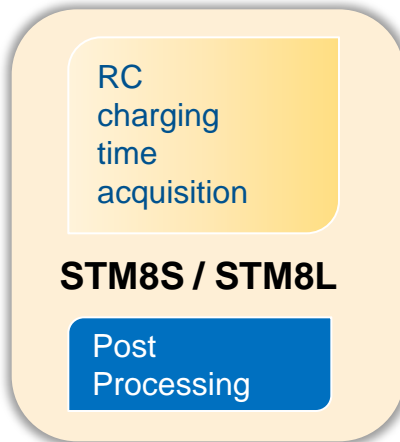 RC
charging
time
acquisition
STM8S / STM8L
Post
Processing